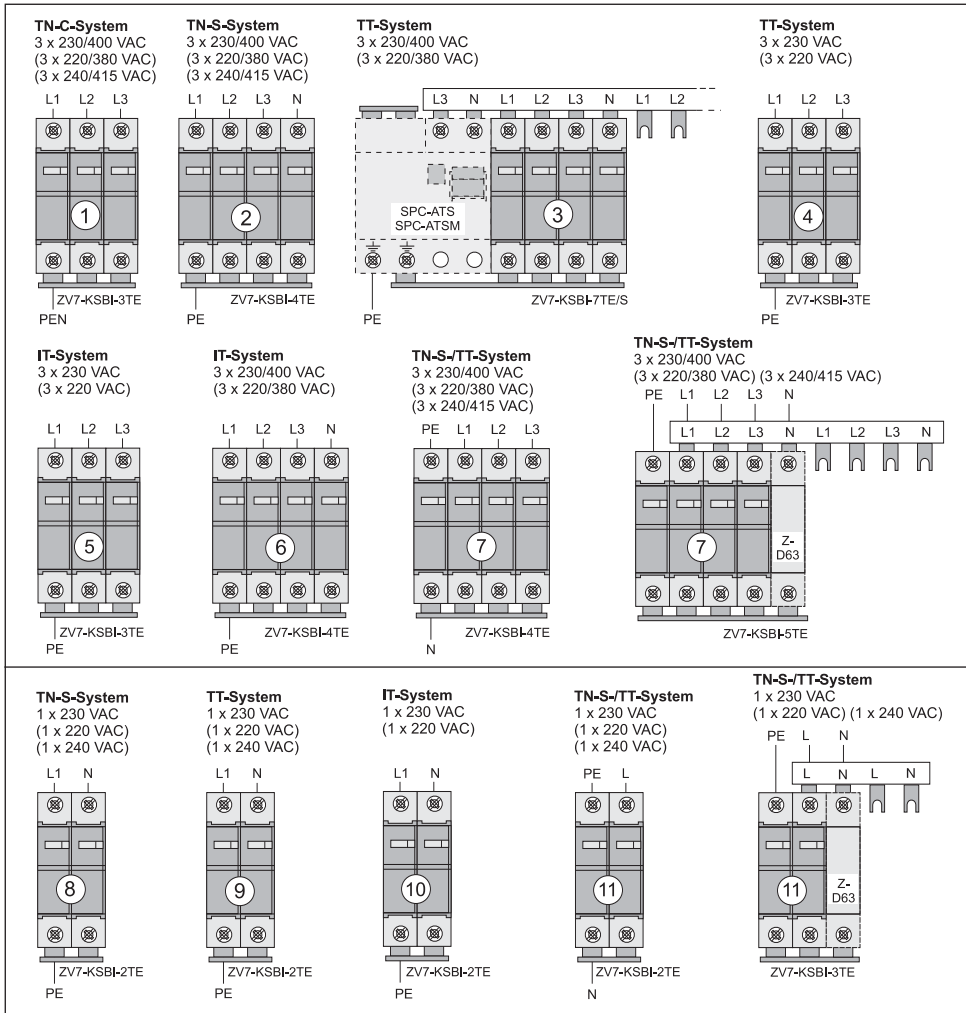 TN-C-System
3 x 230/400 VAC
(3 x 220/380 VAC)
(3 x 240/415 VAC)
L1 L2 L3
1
ZV7-KSBI-3TE
PEN
TN-S-System
3 x 230/400 VAC
(3 x 220/380 VAC)
(3 x 240/415 VAC)
L1 L2 L3 N
2
ZV7-KSBI-4TE
PE
TT-System
3 x 230/400 VAC
(3 x 220/380 VAC)
L3 N L1 L2 L3 N L1 L2
SPC-ATS
SPC-ATSM
3
ZV7-KSBI-7TE/S
PE
TT-System
3 x 230 VAC
(3 x 220 VAC)
L1 L2 L3
4
ZV7-KSBI-3TE
PE
IT-System
3 x 230 VAC
(3 x 220 VAC)
L1 L2 L3
5
ZV7-KSBI-3TE
PE
IT-System
3 x 230/400 VAC
(3 x 220/380 VAC)
L1 L2 L3 N
6
ZV7-KSBI-4TE
PE
TN-S-/TT-System
3 x 230/400 VAC
(3 x 220/380 VAC)
(3 x 240/415 VAC)
PE L1 L2 L3
7
ZV7-KSBI-4TE
N
TN-S-/TT-System
3 x 230/400 VAC
(3 x 220/380 VAC) (3 x 240/415 VAC)
PE L1 L2 L3 N
L1 L2 L3 N L1 L2 L3 N
7
Z-
D63
ZV7-KSBI-5TE
TN-S-System
1 x 230 VAC
(1 x 220 VAC)
(1 x 240 VAC)
L1 N
8
ZV7-KSBI-2TE
PE
TT-System
1 x 230 VAC
(1 x 220 VAC)
(1 x 240 VAC)
L1 N
9
ZV7-KSBI-2TE
PE
IT-System
1 x 230 VAC
(1 x 220 VAC)
L1 N
10
ZV7-KSBI-2TE
PE
TN-S-/TT-System
1 x 230 VAC
(1 x 220 VAC)
(1 x 240 VAC)
PE L
11
ZV7-KSBI-2TE
N
TN-S-/TT-System
1 x 230 VAC
(1 x 220 VAC) (1 x 240 VAC)
PE L N
L N L N
11
Z-
D63
ZV7-KSBI-3TE